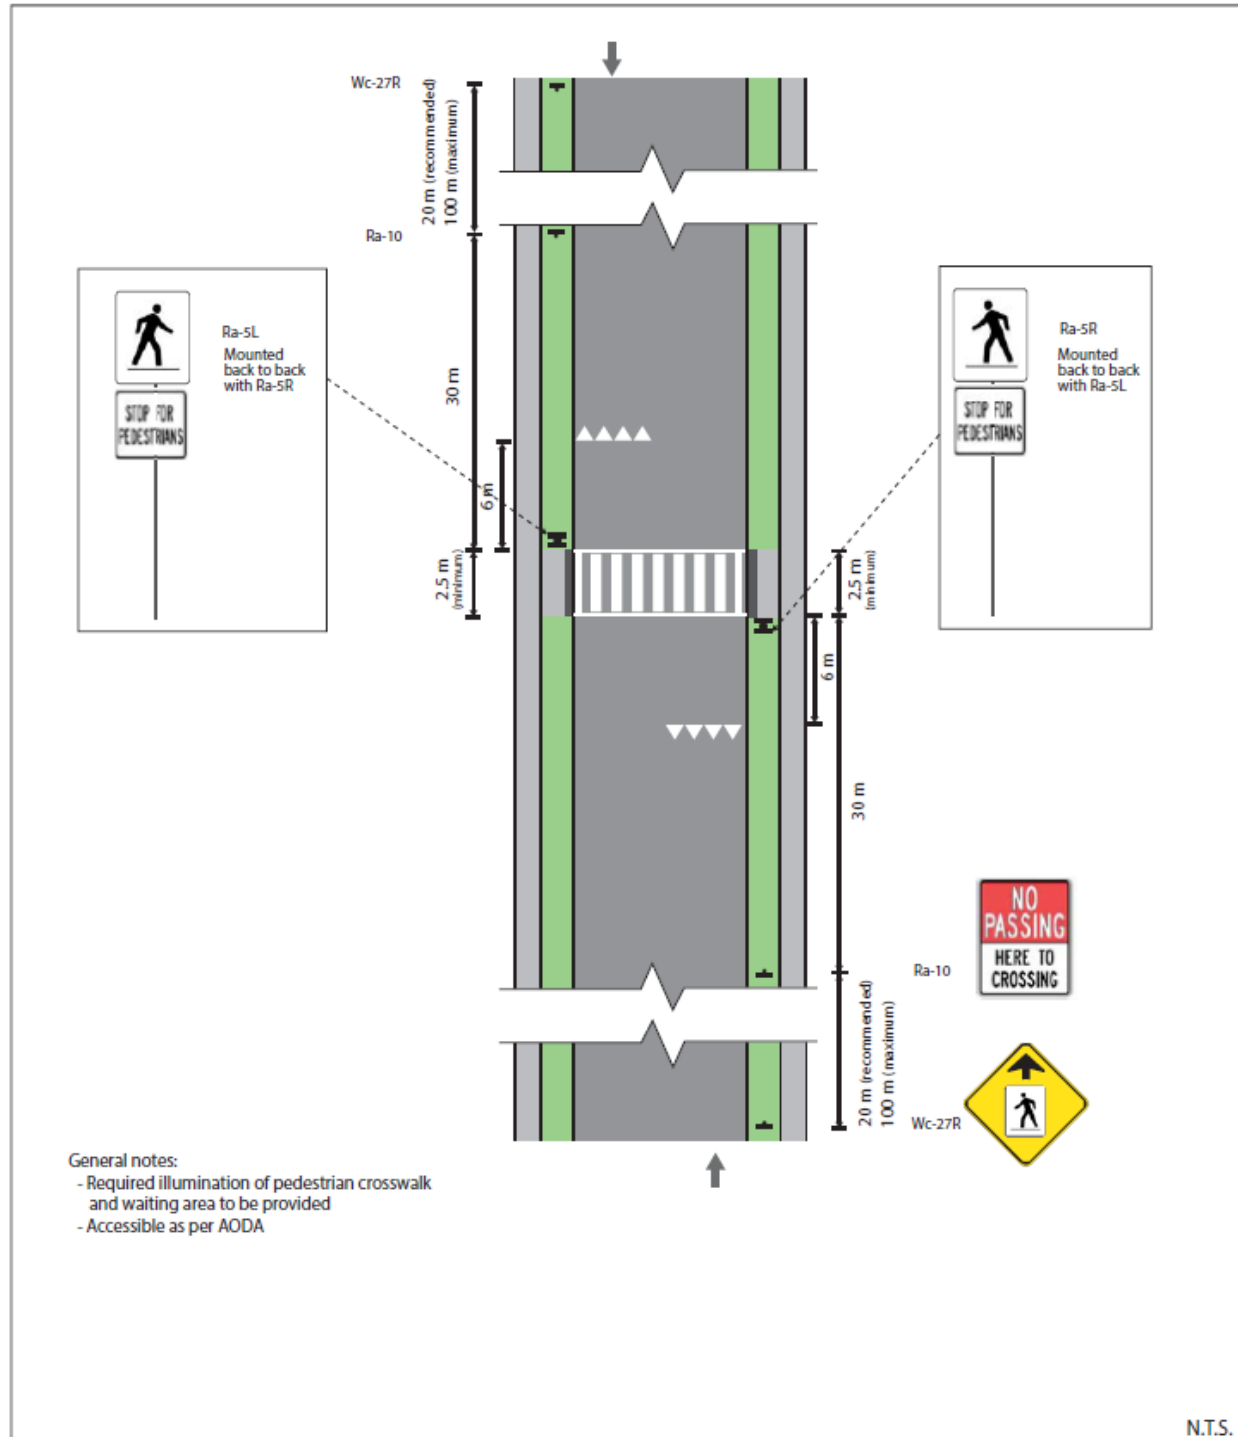 Wc-27R
20 m (recommended)
100 m (maximum)
Ra-10
30 m
6 m
2.5 m
(minimum)
STOP FOR
PEDESTRIANS
Ra-5L
Mounted
back to back
with Ra-5R
STOP FOR
PEDESTRIANS
Ra-5R
Mounted
back to back
with Ra-5L
2.5 m
(minimum)
6 m
30 m
Ra-10
NO
PASSING
HERE TO
CROSSING
20 m (recommended)
100 m (maximum)
Wc-27R
General notes:
- Required illumination of pedestrian crosswalk
and waiting area to be provided
- Accessible as per AODA
N.T.S.